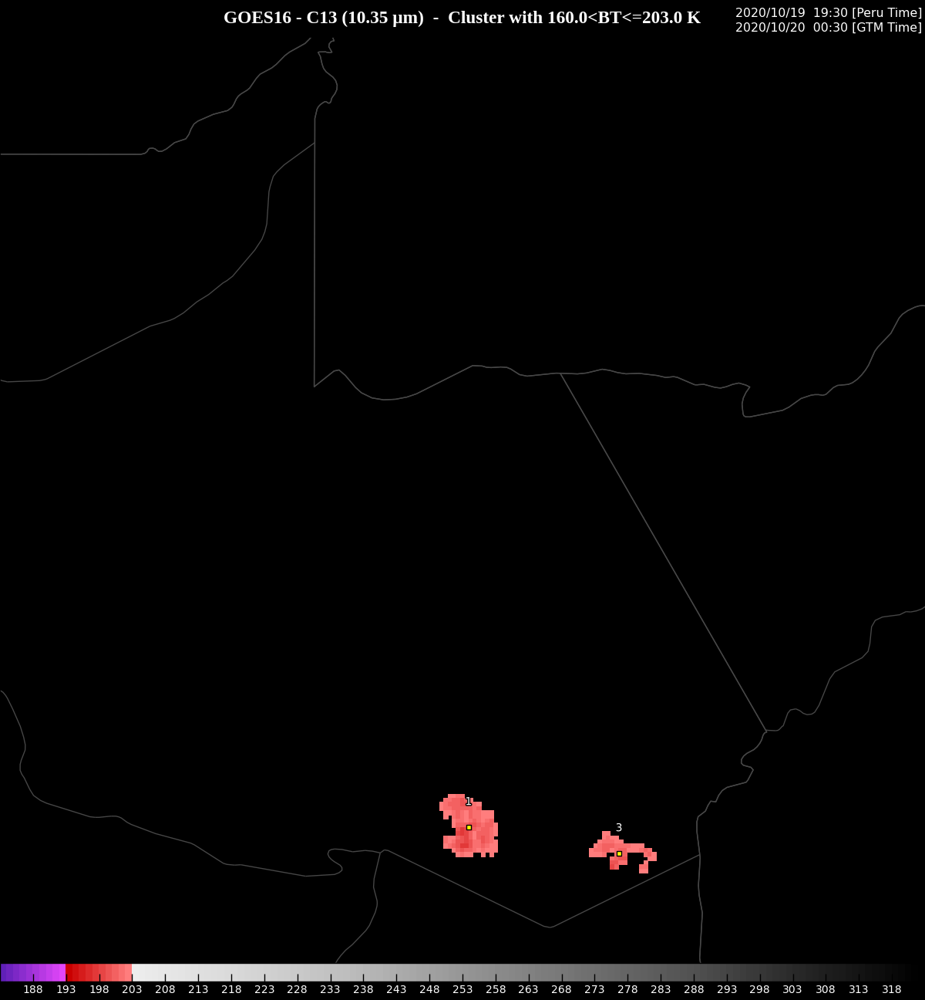 GOES16 - C13 (10.35 µm)  -  Cluster with 160.0<BT<=203.0 K
2020/10/19  19:30 [Peru Time]
2020/10/20  00:30 [GTM Time]
1
3
188 193 198 203 208 213 218 223 228 233 238 243 248 253 258 263 268 273 278 283 288 293 298 303 308 313 318